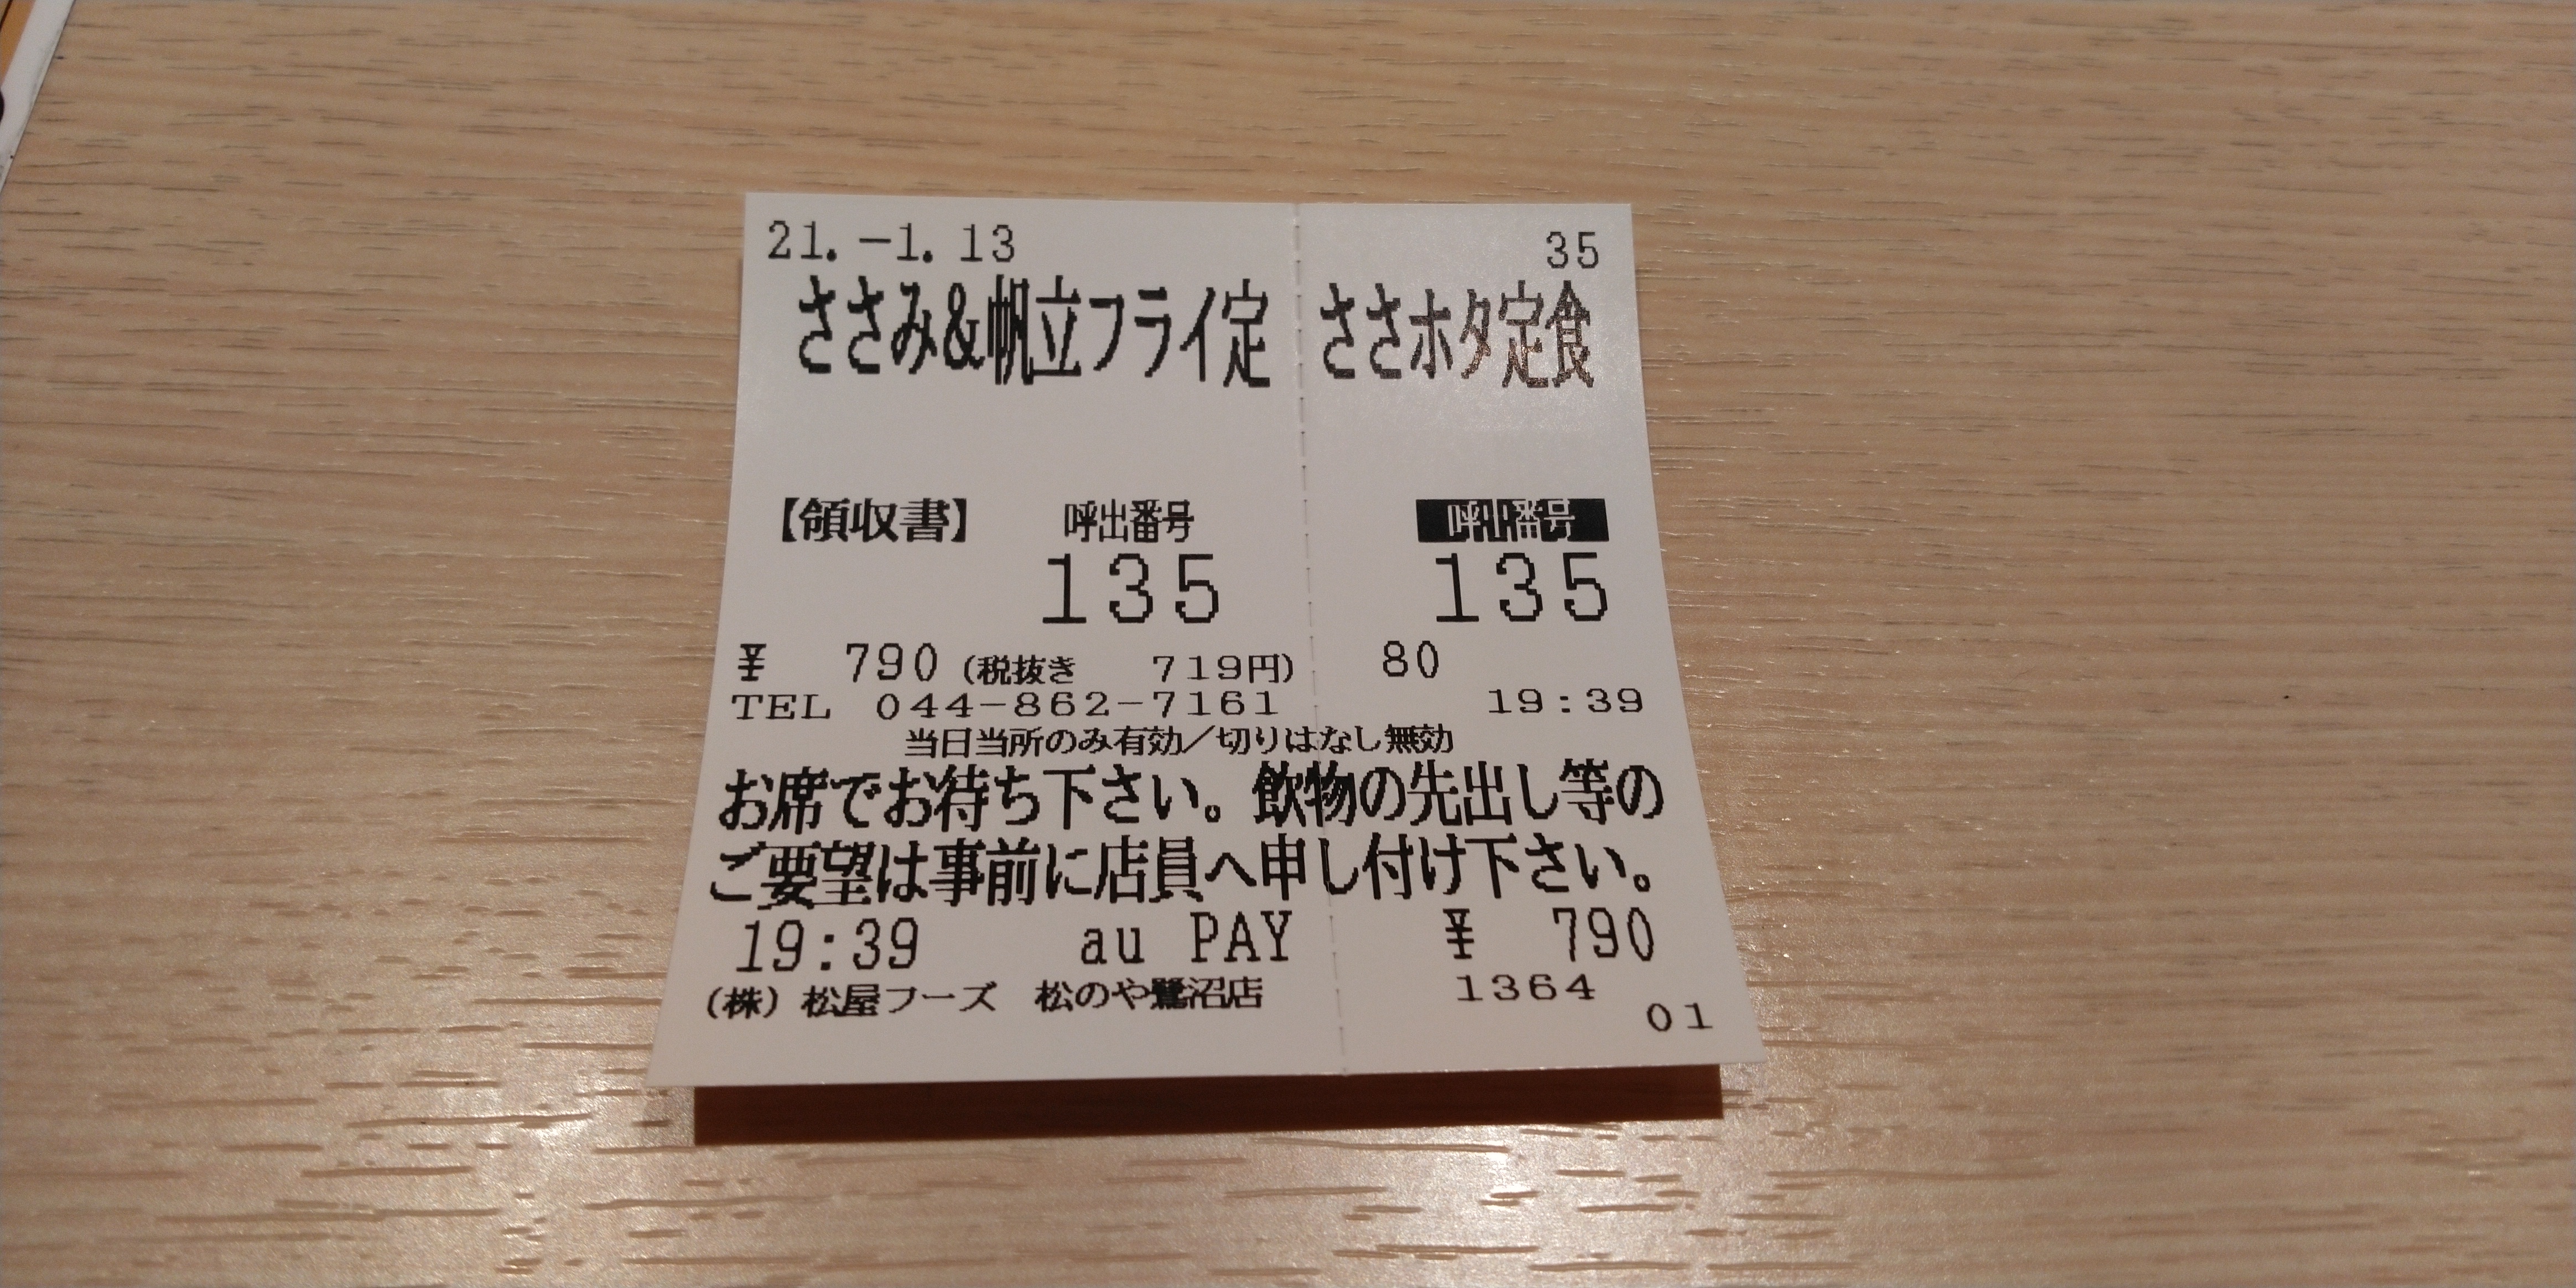 21.-1.13 35
ささみ&帆立フライ定 ささホタ定食
【領収書】 呼出番号 呼出番号
135 135
¥ 790 (税抜き 719円) 80
TEL 044-862-7161 19:39
当日当所のみ有効/切りはなし無効
お席でお待ち下さい。飲物の先出し等の
ご要望は事前に店員へ申し付け下さい。
19:39 au PAY ¥ 790
(株)松屋フーズ 松のや鷺沼店 1364
01